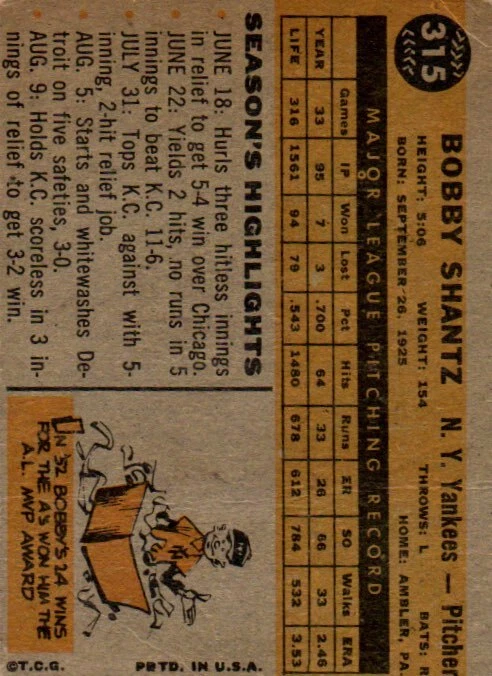 315
BOBBY SHANTZ N. Y. Yankees — Pitcher
HEIGHT: 5:06 WEIGHT: 154 THROWS: L BATS: R
BORN: SEPTEMBER 26, 1925 HOME: AMBLER, PA.
MAJOR LEAGUE PITCHING RECORD
Games IP Won Lost Pct Hits Runs ER SO Walks ERA
YEAR 33 95 7 3 .700 64 33 26 66 33 2.46
LIFE 316 1561 94 79 .543 1480 678 612 784 532 3.53
SEASON'S HIGHLIGHTS
JUNE 18: Hurls three hitless innings
in relief to get 5-4 win over Chicago.
JUNE 22: Yields 2 hits, no runs in 5
innings to beat K.C. 11-6.
JULY 31: Tops K.C. against with 5-
inning, 2-hit relief job.
AUG. 5: Starts and whitewashes De-
troit on five safeties, 3-0.
AUG. 9: Holds K.C. scoreless in 3 in-
nings of relief to get 3-2 win.
IN '52 BOBBY'S 24 WINS
FOR THE A'S WON HIM THE
A.L. MVP AWARD
©T.C.G. PRTD. IN U.S.A.